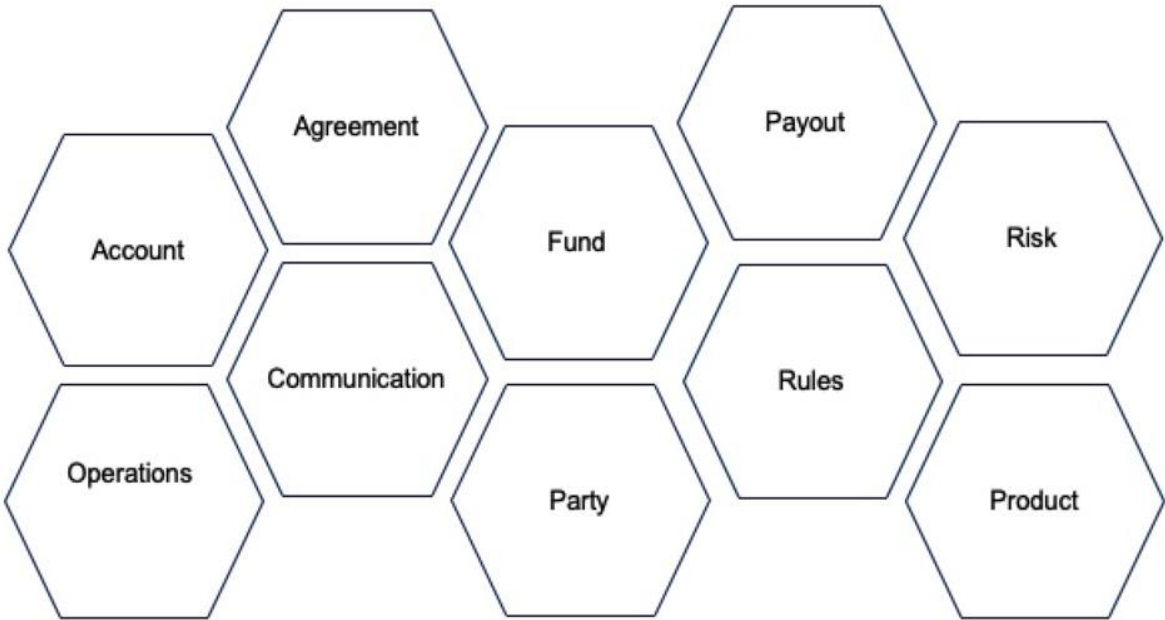 Agreement
Payout
Account
Fund
Risk
Communication
Rules
Operations
Party
Product